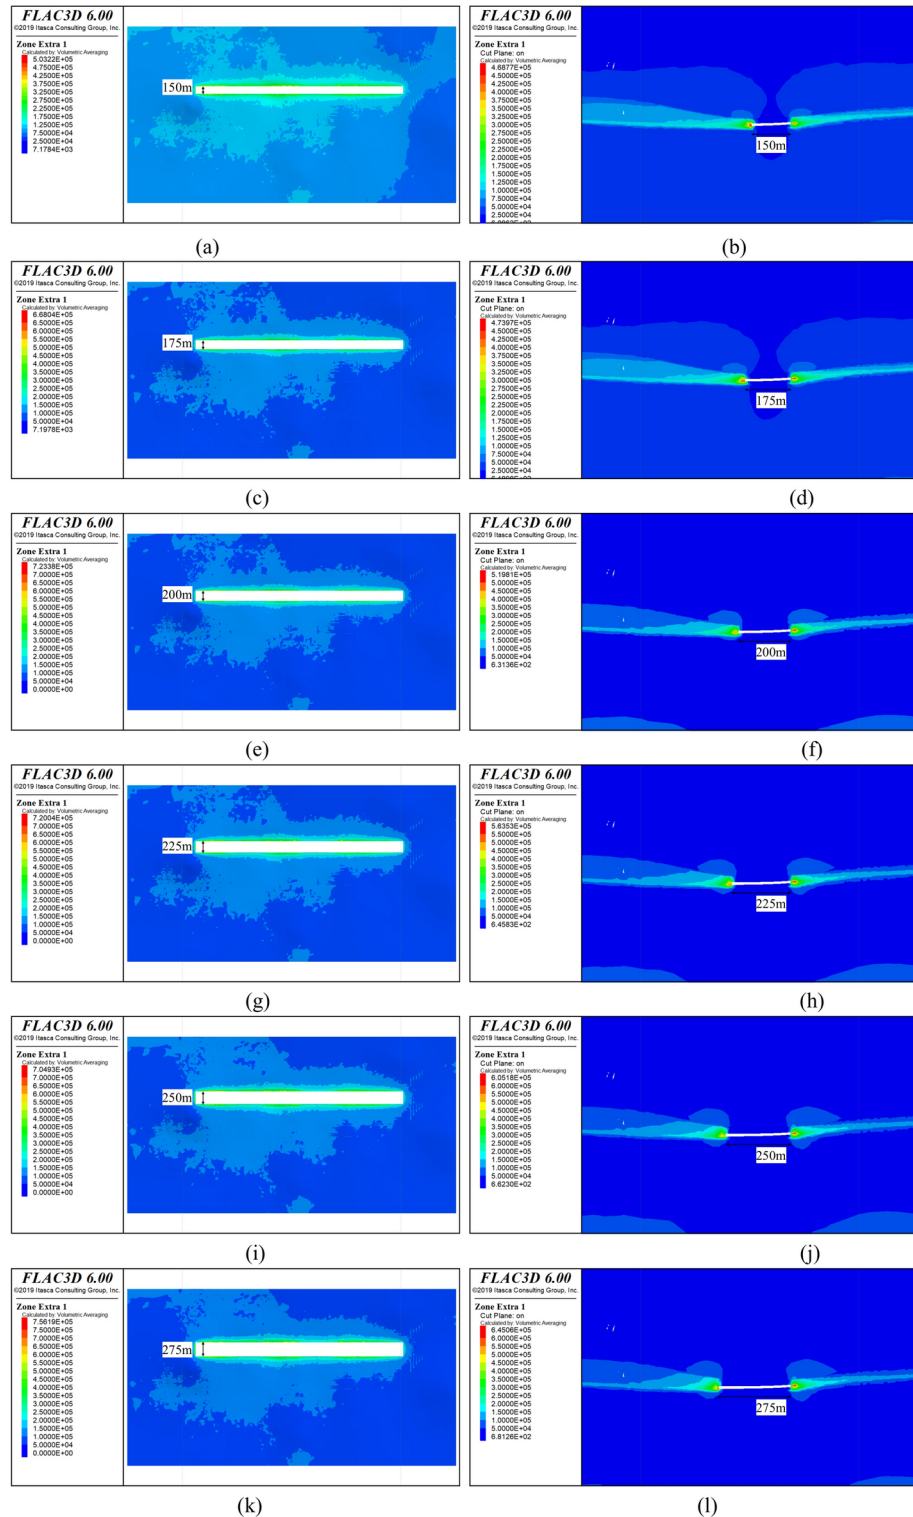 FLAC3D 6.00
©2019 Itasca Consulting Group, Inc.
Zone Extra 1
Calculated by: Volumetric Averaging
5.0322E+05
4.7500E+05
4.2500E+05
3.7500E+05
3.2500E+05
2.7500E+05
2.2500E+05
1.7500E+05
1.2500E+05
7.5000E+04
2.5000E+04
7.1784E+03
150m
(a)
FLAC3D 6.00
©2019 Itasca Consulting Group, Inc.
Zone Extra 1
Cut Plane: on
Calculated by: Volumetric Averaging
4.6877E+05
4.5000E+05
4.2500E+05
4.0000E+05
3.7500E+05
3.5000E+05
3.2500E+05
3.0000E+05
2.7500E+05
2.5000E+05
2.2500E+05
2.0000E+05
1.7500E+05
1.5000E+05
1.2500E+05
1.0000E+05
7.5000E+04
5.0000E+04
2.5000E+04
150m
(b)
FLAC3D 6.00
©2019 Itasca Consulting Group, Inc.
Zone Extra 1
Calculated by: Volumetric Averaging
6.6804E+05
6.5000E+05
6.0000E+05
5.5000E+05
5.0000E+05
4.5000E+05
4.0000E+05
3.5000E+05
3.0000E+05
2.5000E+05
2.0000E+05
1.5000E+05
1.0000E+05
5.0000E+04
7.1978E+03
175m
(c)
FLAC3D 6.00
©2019 Itasca Consulting Group, Inc.
Zone Extra 1
Cut Plane: on
Calculated by: Volumetric Averaging
4.7397E+05
4.5000E+05
4.2500E+05
4.0000E+05
3.7500E+05
3.5000E+05
3.2500E+05
3.0000E+05
2.7500E+05
2.5000E+05
2.2500E+05
2.0000E+05
1.7500E+05
1.5000E+05
1.2500E+05
1.0000E+05
7.5000E+04
5.0000E+04
2.5000E+04
175m
(d)
FLAC3D 6.00
©2019 Itasca Consulting Group, Inc.
Zone Extra 1
Calculated by: Volumetric Averaging
7.2338E+05
7.0000E+05
6.5000E+05
6.0000E+05
5.5000E+05
5.0000E+05
4.5000E+05
4.0000E+05
3.5000E+05
3.0000E+05
2.5000E+05
2.0000E+05
1.5000E+05
1.0000E+05
5.0000E+04
0.0000E+00
200m
(e)
FLAC3D 6.00
©2019 Itasca Consulting Group, Inc.
Zone Extra 1
Cut Plane: on
Calculated by: Volumetric Averaging
5.1981E+05
5.0000E+05
4.5000E+05
4.0000E+05
3.5000E+05
3.0000E+05
2.5000E+05
2.0000E+05
1.5000E+05
1.0000E+05
5.0000E+04
6.3136E+02
200m
(f)
FLAC3D 6.00
©2019 Itasca Consulting Group, Inc.
Zone Extra 1
Calculated by: Volumetric Averaging
7.2004E+05
7.0000E+05
6.5000E+05
6.0000E+05
5.5000E+05
5.0000E+05
4.5000E+05
4.0000E+05
3.5000E+05
3.0000E+05
2.5000E+05
2.0000E+05
1.5000E+05
1.0000E+05
5.0000E+04
0.0000E+00
225m
(g)
FLAC3D 6.00
©2019 Itasca Consulting Group, Inc.
Zone Extra 1
Cut Plane: on
Calculated by: Volumetric Averaging
5.6353E+05
5.5000E+05
5.0000E+05
4.5000E+05
4.0000E+05
3.5000E+05
3.0000E+05
2.5000E+05
2.0000E+05
1.5000E+05
1.0000E+05
5.0000E+04
6.4583E+02
225m
(h)
FLAC3D 6.00
©2019 Itasca Consulting Group, Inc.
Zone Extra 1
Calculated by: Volumetric Averaging
7.0493E+05
7.0000E+05
6.5000E+05
6.0000E+05
5.5000E+05
5.0000E+05
4.5000E+05
4.0000E+05
3.5000E+05
3.0000E+05
2.5000E+05
2.0000E+05
1.5000E+05
1.0000E+05
5.0000E+04
0.0000E+00
250m
(i)
FLAC3D 6.00
©2019 Itasca Consulting Group, Inc.
Zone Extra 1
Cut Plane: on
Calculated by: Volumetric Averaging
6.0518E+05
6.0000E+05
5.5000E+05
5.0000E+05
4.5000E+05
4.0000E+05
3.5000E+05
3.0000E+05
2.5000E+05
2.0000E+05
1.5000E+05
1.0000E+05
5.0000E+04
6.6230E+02
250m
(j)
FLAC3D 6.00
©2019 Itasca Consulting Group, Inc.
Zone Extra 1
Calculated by: Volumetric Averaging
7.5619E+05
7.5000E+05
7.0000E+05
6.5000E+05
6.0000E+05
5.5000E+05
5.0000E+05
4.5000E+05
4.0000E+05
3.5000E+05
3.0000E+05
2.5000E+05
2.0000E+05
1.5000E+05
1.0000E+05
5.0000E+04
0.0000E+00
275m
(k)
FLAC3D 6.00
©2019 Itasca Consulting Group, Inc.
Zone Extra 1
Cut Plane: on
Calculated by: Volumetric Averaging
6.4506E+05
6.0000E+05
5.5000E+05
5.0000E+05
4.5000E+05
4.0000E+05
3.5000E+05
3.0000E+05
2.5000E+05
2.0000E+05
1.5000E+05
1.0000E+05
5.0000E+04
6.8126E+02
275m
(l)